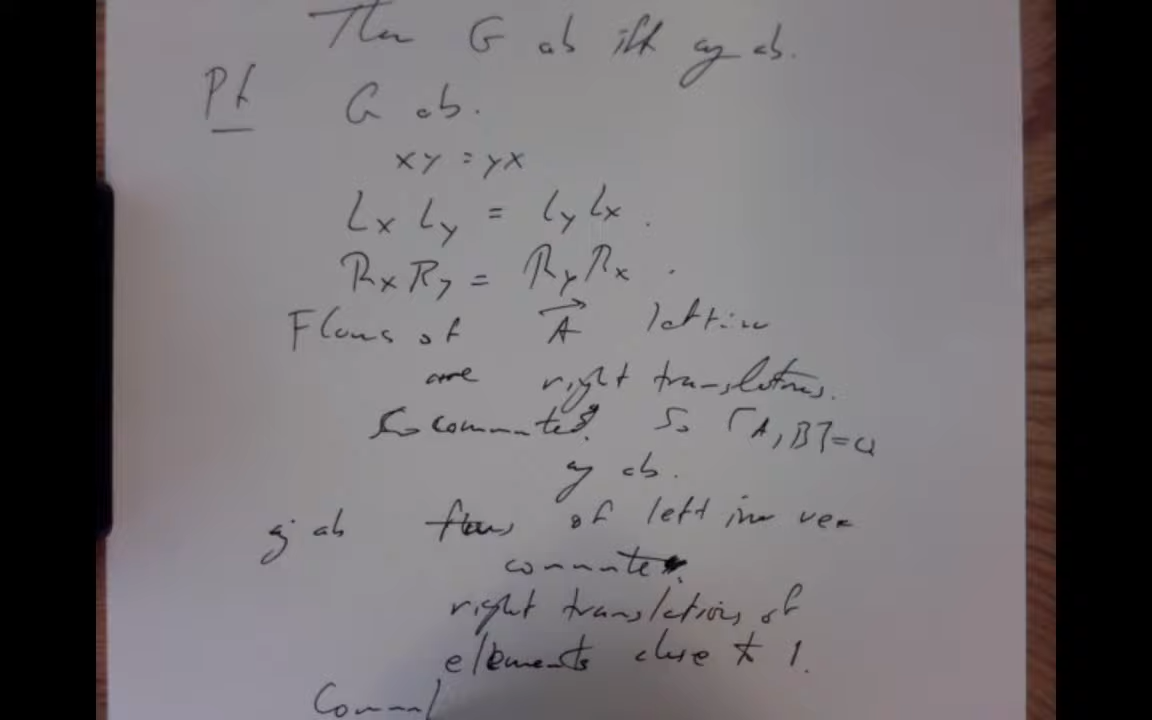 Then G ab iff g ab.
Pf G ab.
xy = yx
Lx Ly = Ly Lx .
Rx Ry = Ry Rx .
Flows of A left inv
are right translations.
So commute. So [A,B]=0
g ab.
g ab flows of left inv vec
commute.
right translations of
elements close to 1.